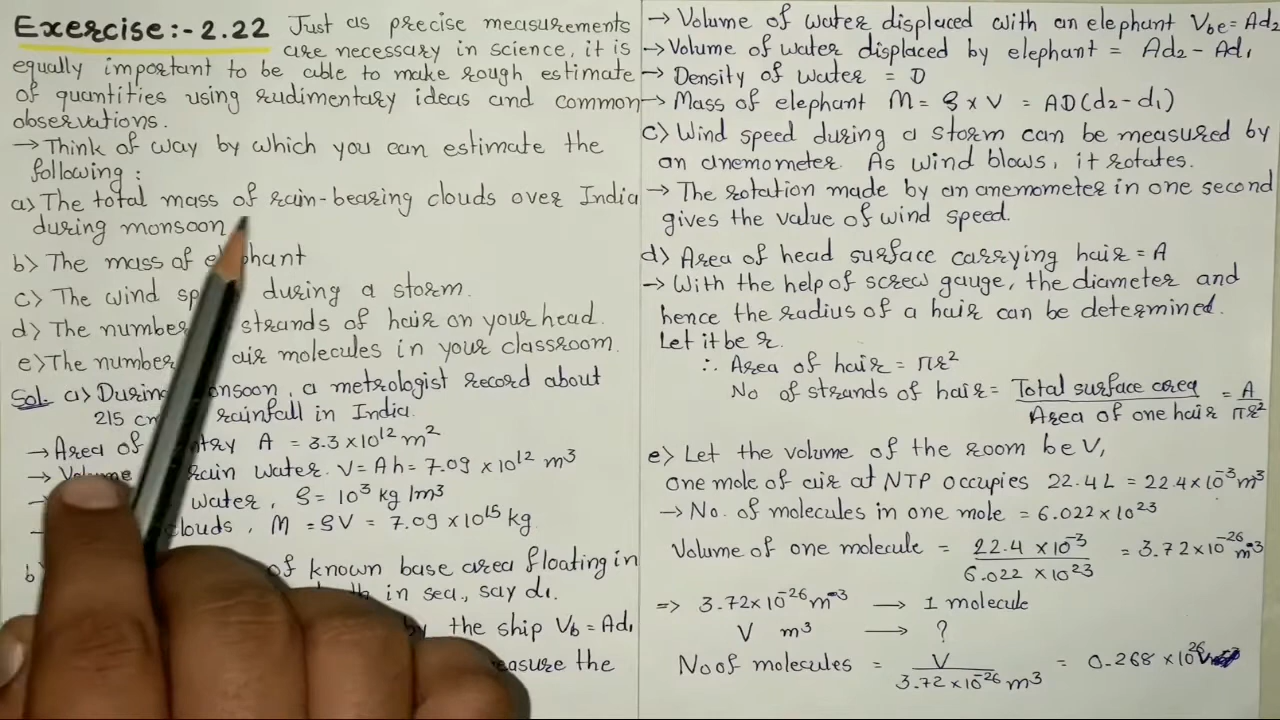 Exercise:- 2.22 Just as precise measurements
are necessary in science, it is
equally important to be able to make rough estimate
of quantities using rudimentary ideas and common
observations.
→ Think of way by which you can estimate the
following :
a) The total mass of rain-bearing clouds over India
during monsoon
b) The mass of elephant
c) The wind during a storm.
d) The number strands of hair on your head.
e) The number air molecules in your classroom.
Sol. a) During monsoon, a metrologist record about
215 cm rainfall in India.
→ Area of A = 3.3 x 10¹² m²
→ Volume rain water. V = Ah = 7.09 x 10¹² m³
water, ρ = 10³ kg/m³
clouds, M = ρV = 7.09 x 10¹⁵ kg.
b) of known base area floating in
in sea., say d₁.
by the ship Vb = Ad₁
the
→ Volume of water displaced with an elephant Vbe = Ad₂
→ Volume of water displaced by elephant = Ad₂ - Ad₁
→ Density of water = D
→ Mass of elephant M = ρ x V = AD(d₂-d₁)
c) Wind speed during a storm can be measured by
an anemometer. As wind blows, it rotates.
→ The rotation made by an anemometer in one second
gives the value of wind speed.
d) Area of head surface carrying hair = A
→ With the help of screw gauge, the diameter and
hence the radius of a hair can be determined.
Let it be r.
∴ Area of hair = πr²
No of strands of hair = Total surface area / Area of one hair = A / πr²
e) Let the volume of the room be V,
One mole of air at NTP occupies 22.4 L = 22.4 x 10⁻³ m³
→ No. of molecules in one mole = 6.022 x 10²³
Volume of one molecule = 22.4 x 10⁻³ / 6.022 x 10²³ = 3.72 x 10⁻²⁶ m³
=> 3.72 x 10⁻²⁶ m³ → 1 molecule
V m³ → ?
No of molecules = V / 3.72 x 10⁻²⁶ m³ = 0.268 x 10²⁶ V